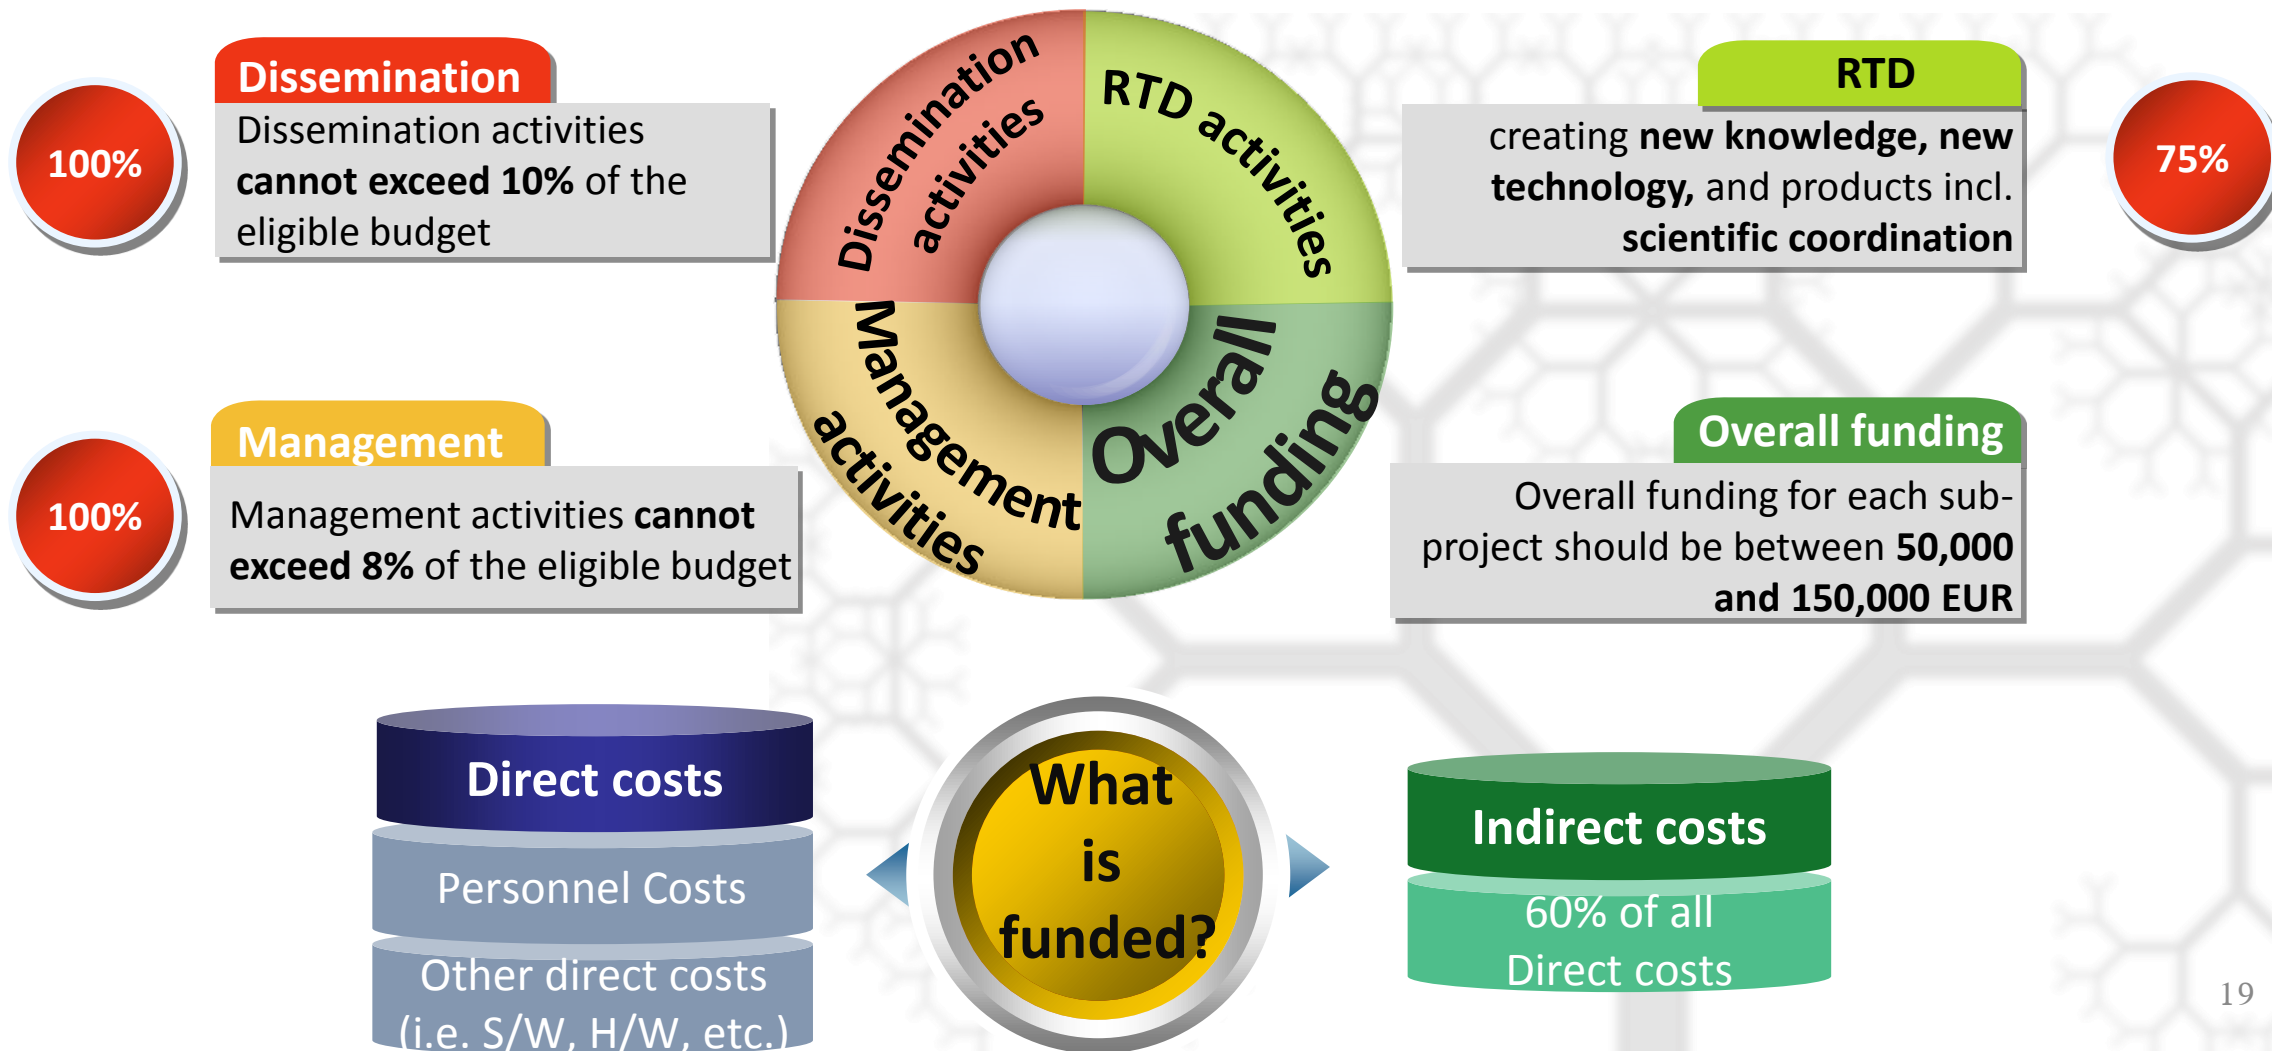 Dissemination
100%
Dissemination activities
cannot exceed 10% of the
eligible budget
Dissemination
activities
RTD activities
RTD
creating new knowledge, new
technology, and products incl.
scientific coordination
75%
Management
100%
Management activities cannot
exceed 8% of the eligible budget
Management
activities
Overall
funding
Overall funding
Overall funding for each sub-
project should be between 50,000
and 150,000 EUR
Direct costs
Personnel Costs
Other direct costs
(i.e. S/W, H/W, etc.)
What
is
funded?
Indirect costs
60% of all
Direct costs
19